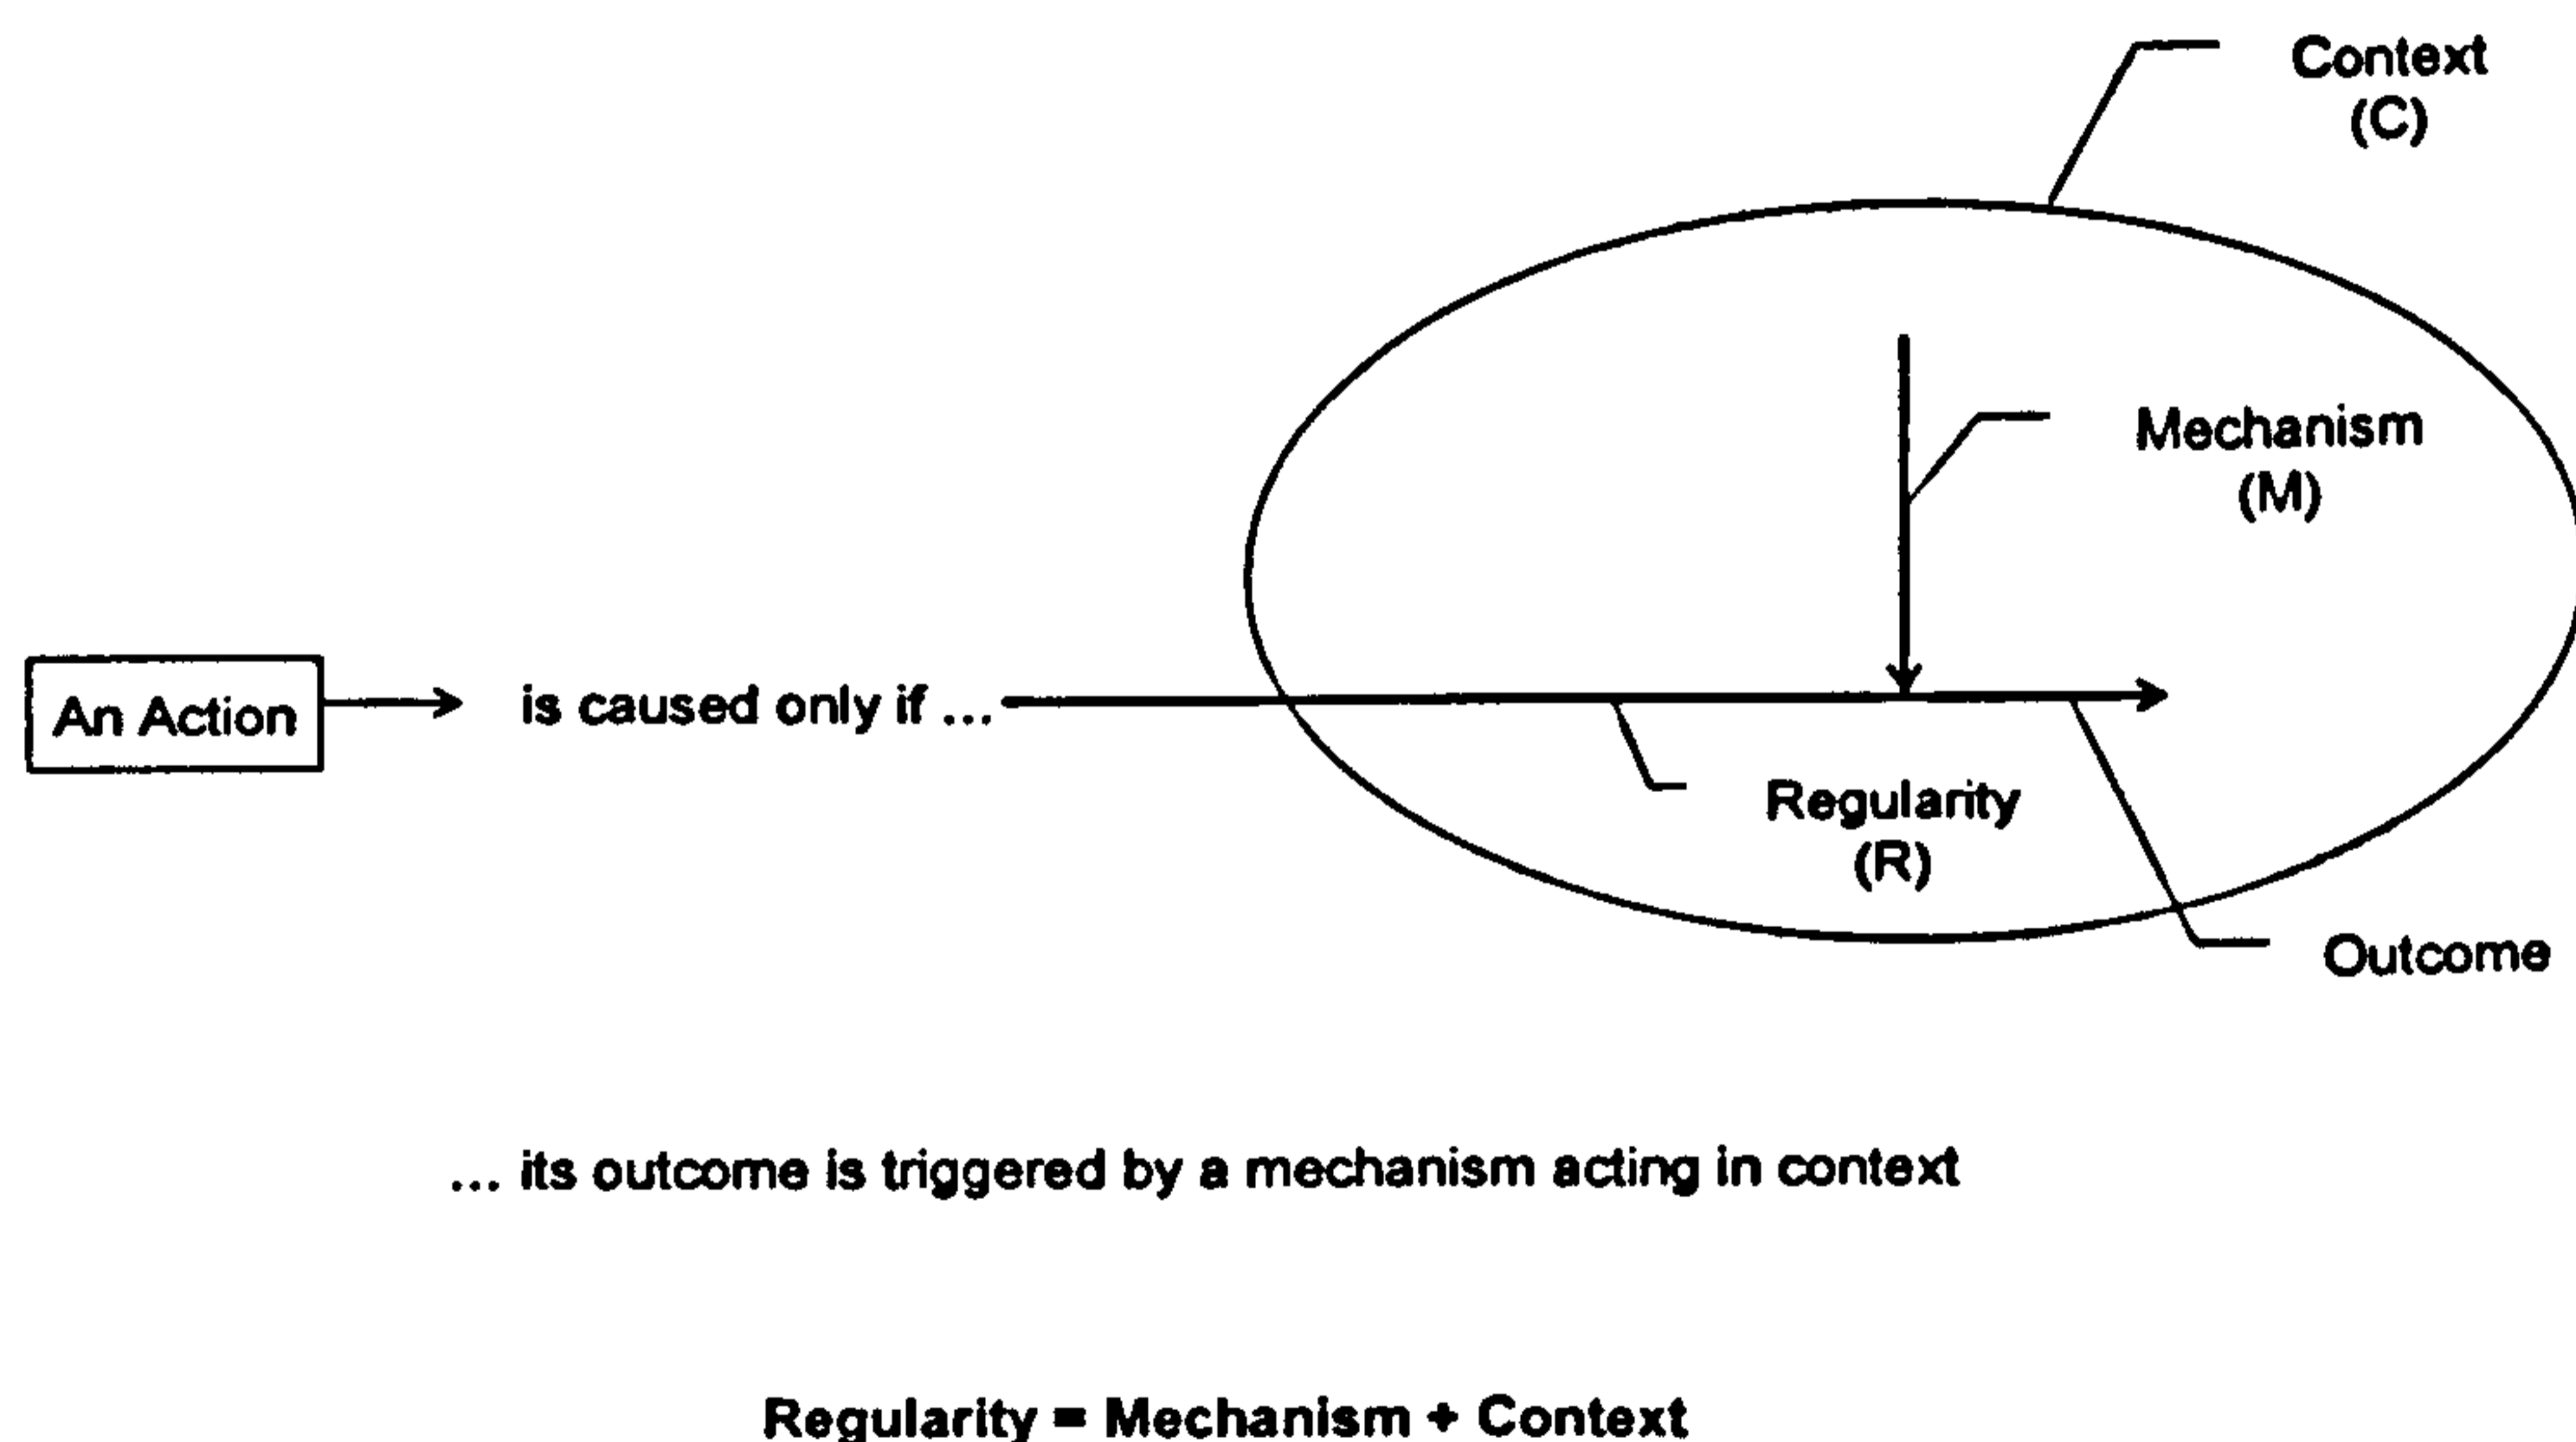 Context
(C)
Mechanism
(M)
An Action
is caused only if ...
Regularity
(R)
Outcome
... its outcome is triggered by a mechanism acting in context
Regularity = Mechanism + Context